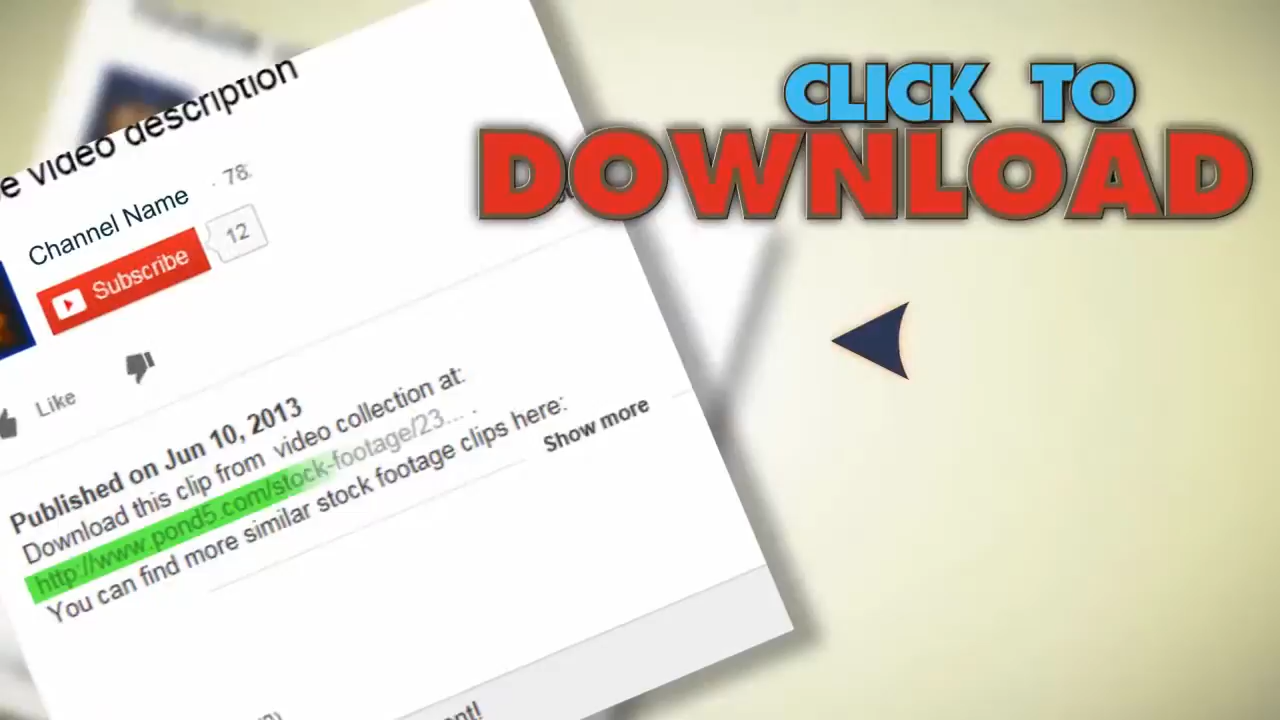 CLICK TO
DOWNLOAD
e video description
Channel Name
· 78
Subscribe
12
Like
Published on Jun 10, 2013
Download this clip from video collection at:
http://www.pond5.com/stock-footage/23... .
You can find more similar stock footage clips here:
Show more